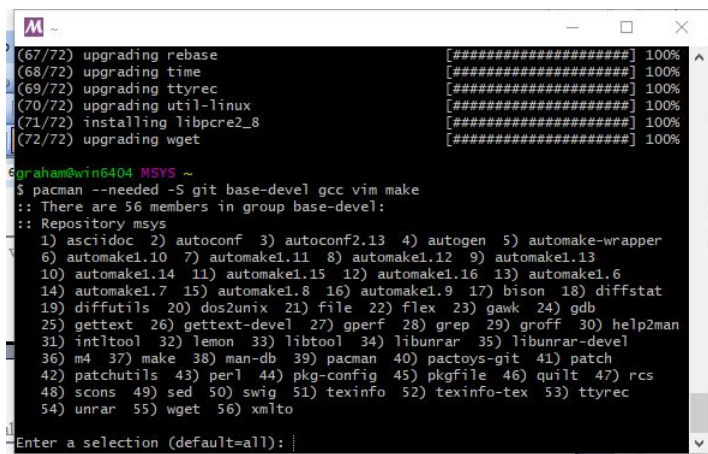 ~
(67/72) upgrading rebase [#####################] 100%
(68/72) upgrading time [#####################] 100%
(69/72) upgrading ttyrec [#####################] 100%
(70/72) upgrading util-linux [#####################] 100%
(71/72) installing libpcre2_8 [#####################] 100%
(72/72) upgrading wget [#####################] 100%
graham@win6404 MSYS ~
$ pacman --needed -S git base-devel gcc vim make
:: There are 56 members in group base-devel:
:: Repository msys
1) asciidoc 2) autoconf 3) autoconf2.13 4) autogen 5) automake-wrapper
6) automake1.10 7) automake1.11 8) automake1.12 9) automake1.13
10) automake1.14 11) automake1.15 12) automake1.16 13) automake1.6
14) automake1.7 15) automake1.8 16) automake1.9 17) bison 18) diffstat
19) diffutils 20) dos2unix 21) file 22) flex 23) gawk 24) gdb
25) gettext 26) gettext-devel 27) gperf 28) grep 29) groff 30) help2man
31) intltool 32) lemon 33) libtool 34) libunrar 35) libunrar-devel
36) m4 37) make 38) man-db 39) pacman 40) pactoys-git 41) patch
42) patchutils 43) perl 44) pkg-config 45) pkgfile 46) quilt 47) rcs
48) scons 49) sed 50) swig 51) texinfo 52) texinfo-tex 53) ttyrec
54) unrar 55) wget 56) xmlto
Enter a selection (default=all):